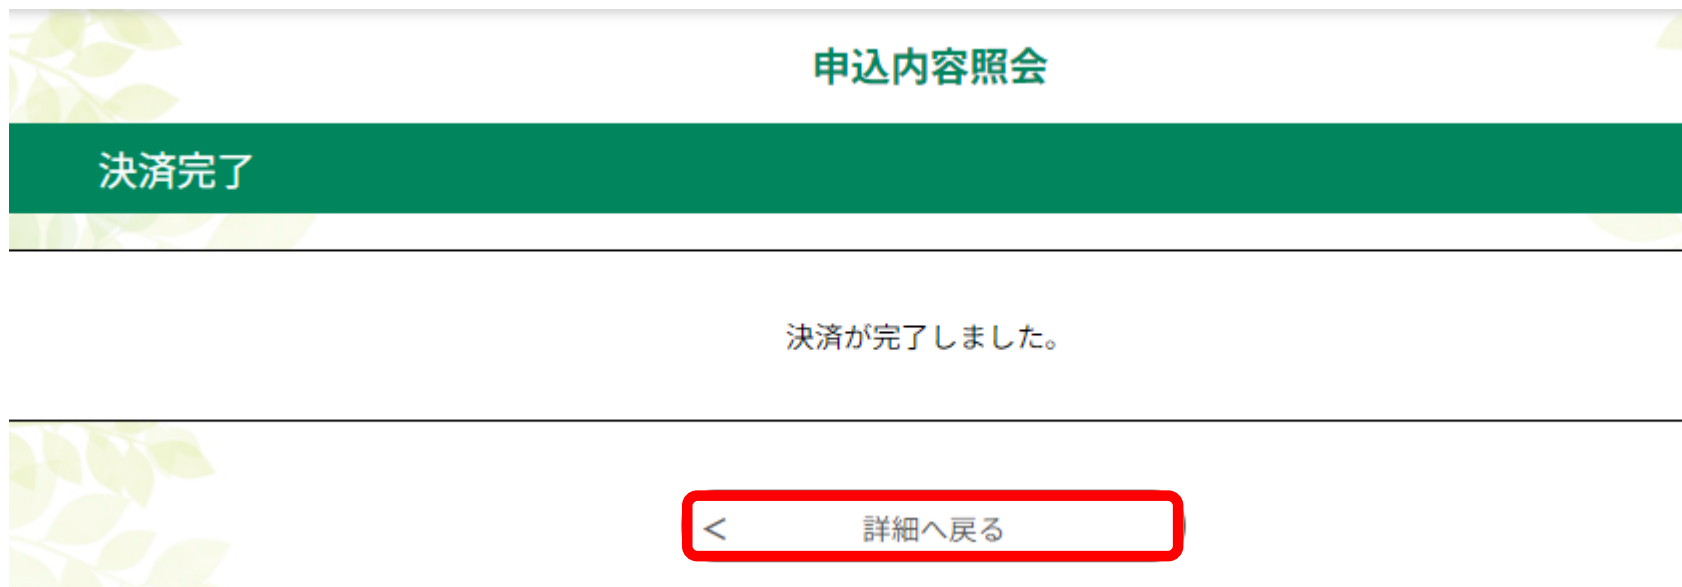 申込内容照会
決済完了
決済が完了しました。
< 詳細へ戻る